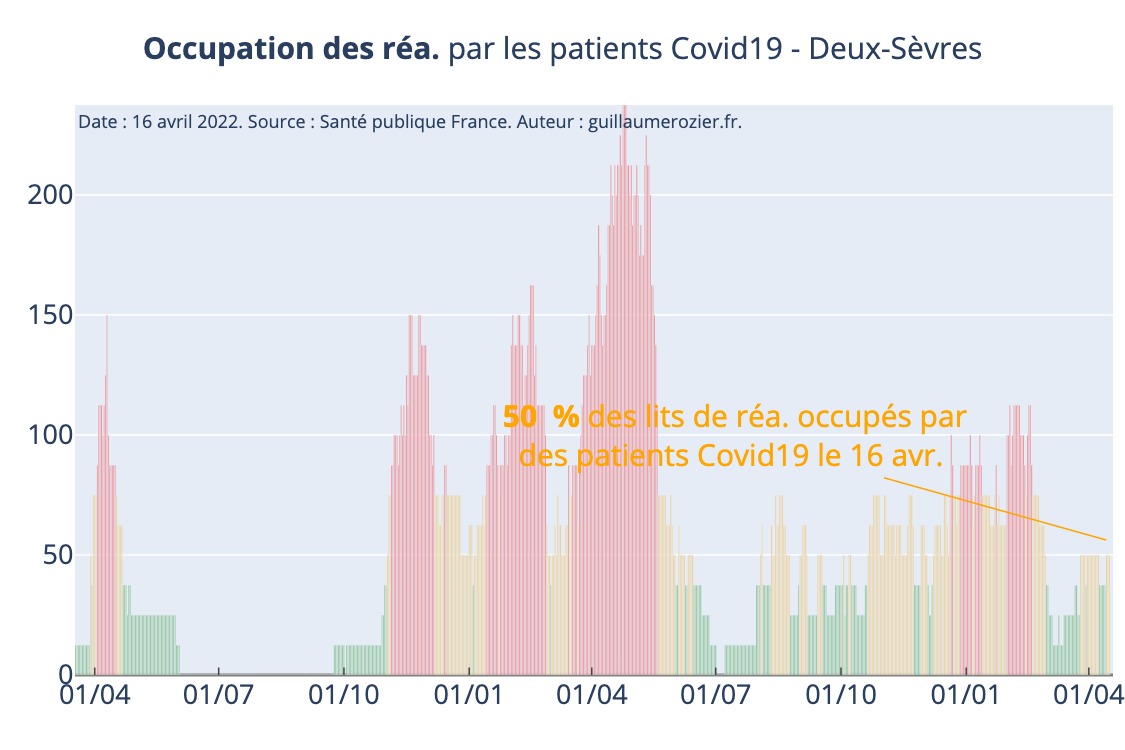 Occupation des réa. par les patients Covid19 - Deux-Sèvres
Date : 16 avril 2022. Source : Santé publique France. Auteur : guillaumerozier.fr.
200
150
100
50
0
50 % des lits de réa. occupés par
des patients Covid19 le 16 avr.
01/04 01/07 01/10 01/01 01/04 01/07 01/10 01/01 01/04